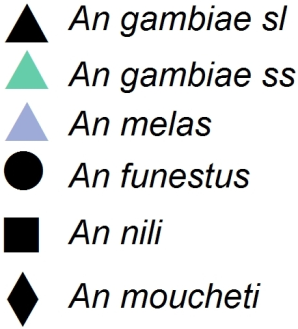 An gambiae sl
An gambiae ss
An melas
An funestus
An nili
An moucheti